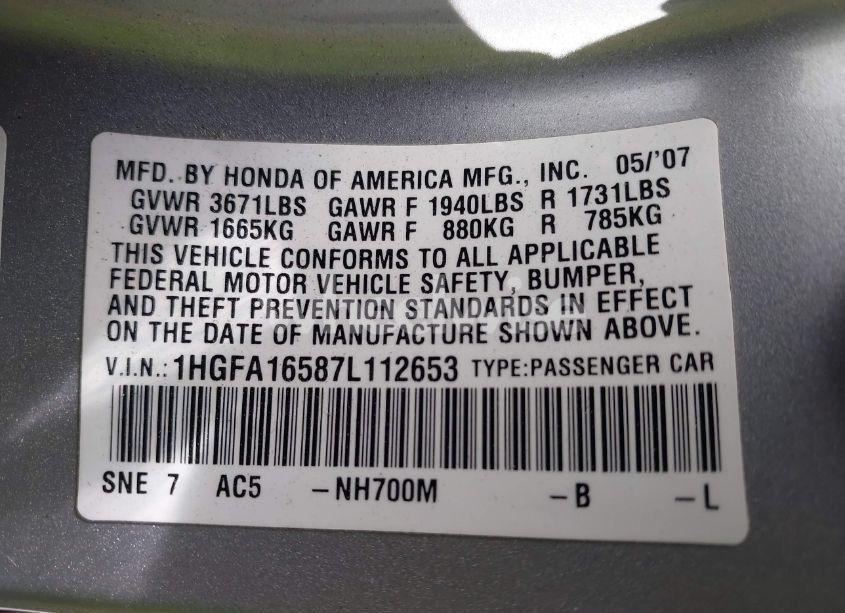 MFD. BY HONDA OF AMERICA MFG., INC. 05/'07
GVWR 3671LBS GAWR F 1940LBS R 1731LBS
GVWR 1665KG GAWR F 880KG R 785KG
THIS VEHICLE CONFORMS TO ALL APPLICABLE
FEDERAL MOTOR VEHICLE SAFETY, BUMPER,
AND THEFT PREVENTION STANDARDS IN EFFECT
ON THE DATE OF MANUFACTURE SHOWN ABOVE.
V.I.N.: 1HGFA16587L112653 TYPE:PASSENGER CAR
SNE 7 AC5 –NH700M –B –L